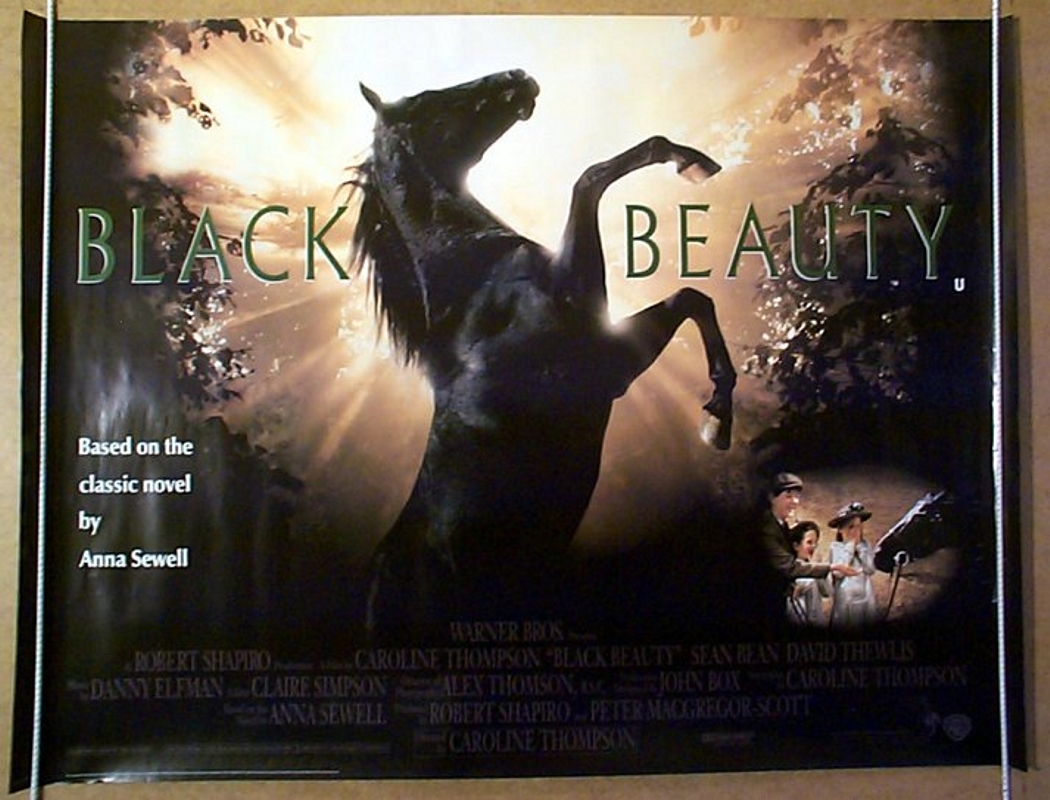 BLACK BEAUTY
U
Based on the
classic novel
by
Anna Sewell
WARNER BROS.
ROBERT SHAPIRO CAROLINE THOMPSON "BLACK BEAUTY" SEAN BEAN DAVID THEWLIS
DANNY ELFMAN CLAIRE SIMPSON ALEX THOMSON, B.S.C. JOHN BOX CAROLINE THOMPSON
ANNA SEWELL ROBERT SHAPIRO PETER MACGREGOR-SCOTT
CAROLINE THOMPSON